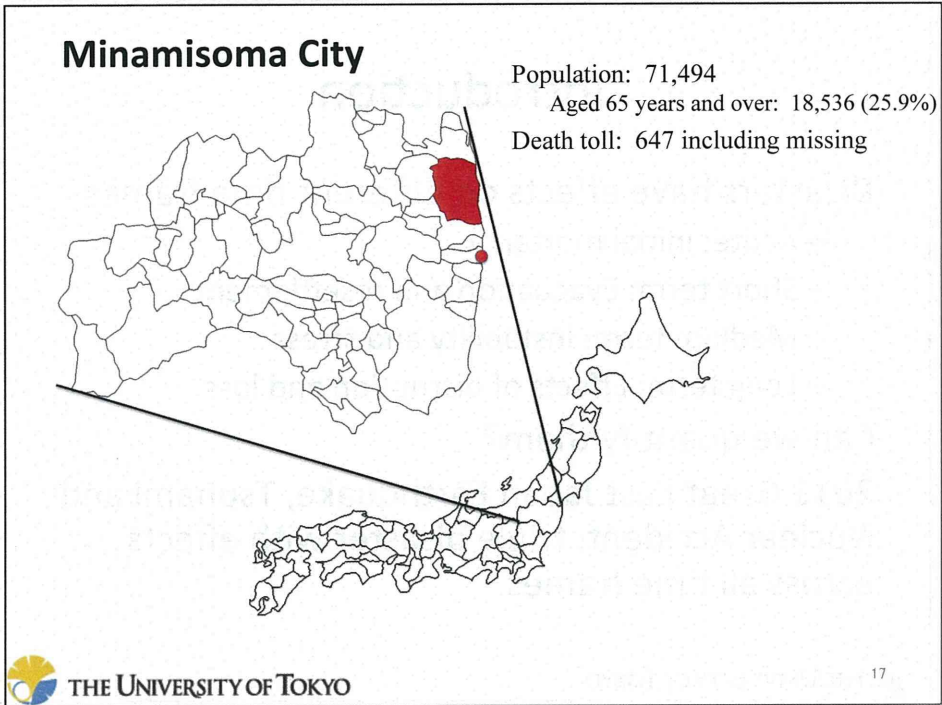 Minamisoma City
Population: 71,494
Aged 65 years and over: 18,536 (25.9%)
Death toll: 647 including missing
THE UNIVERSITY OF TOKYO
17